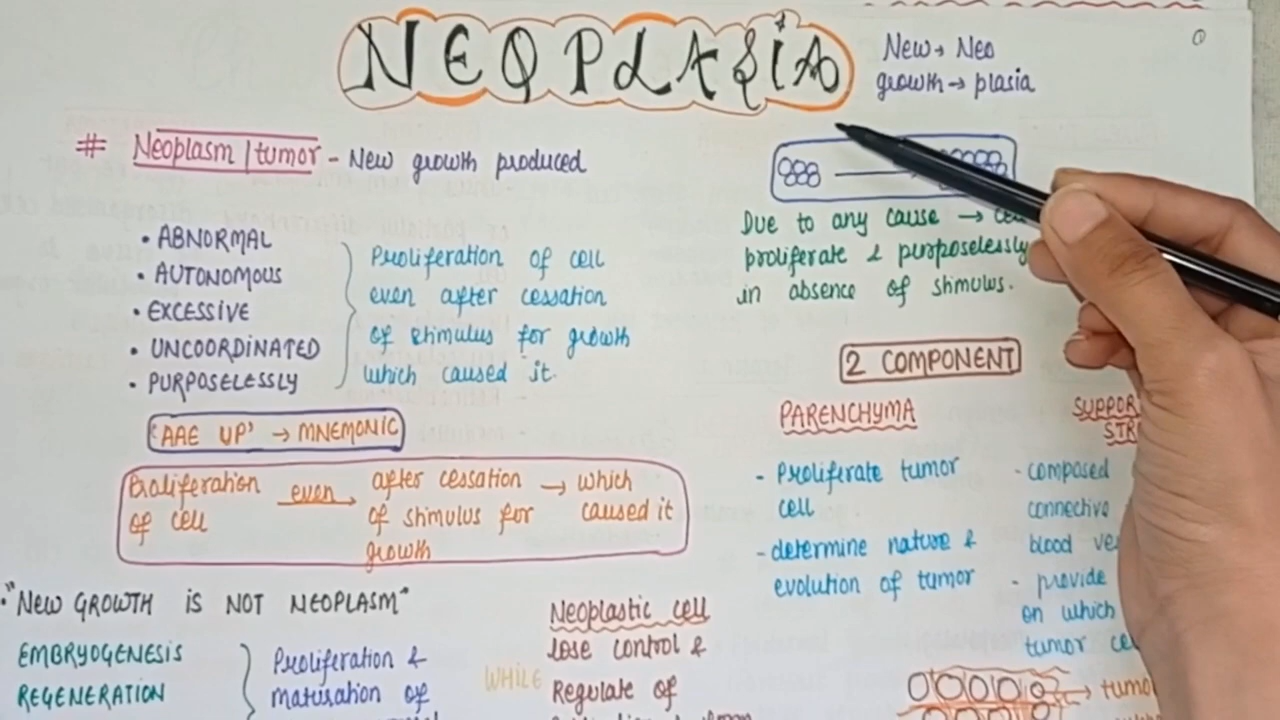 NEOPLASIA
New → Neo
growth → plasia
# Neoplasm / tumor - New growth produced
• ABNORMAL
• AUTONOMOUS
• EXCESSIVE
• UNCOORDINATED
• PURPOSELESSLY
Proliferation of cell
even after cessation
of stimulus for growth
which caused it.
'AAE UP' → MNEMONIC
Proliferation of cell even → after cessation of stimulus for growth → which caused it
Due to any cause →
proliferate & purposelessly
in absence of stimulus.
2 COMPONENT
PARENCHYMA
- Proliferate tumor
cell
- determine nature &
evolution of tumor
- composed
connective
blood
- provide
on which
tumor
→ tumo
• "NEW GROWTH IS NOT NEOPLASM"
EMBRYOGENESIS
REGENERATION
Proliferation &
maturation of
WHILE
Neoplastic cell
lose control &
Regulate of